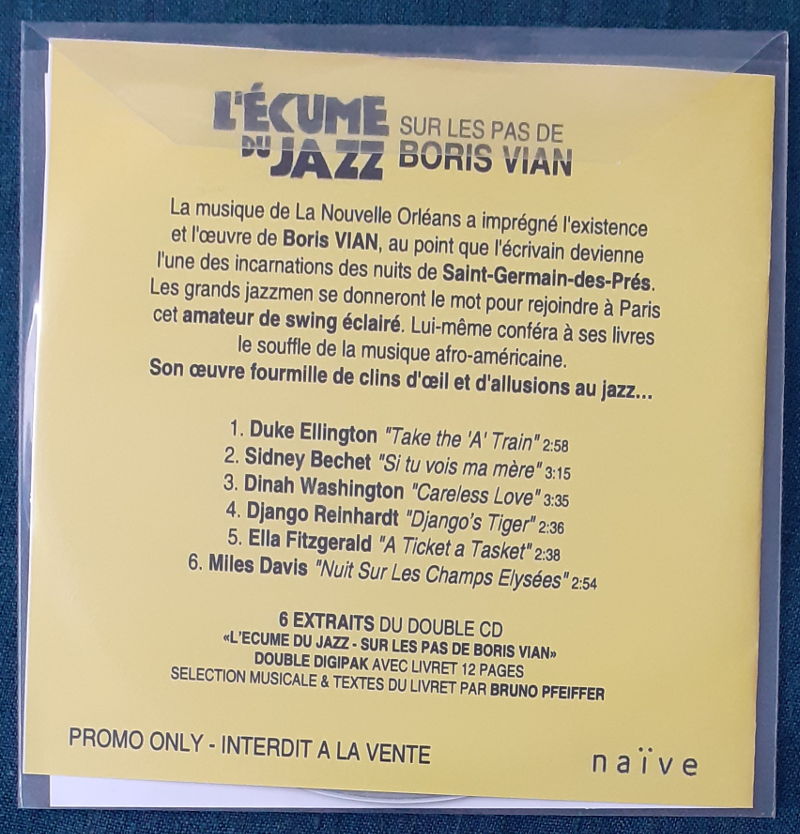 L'ÉCUME
DU JAZZ
SUR LES PAS DE
BORIS VIAN
La musique de La Nouvelle Orléans a imprégné l'existence
et l'œuvre de Boris VIAN, au point que l'écrivain devienne
l'une des incarnations des nuits de Saint-Germain-des-Prés.
Les grands jazzmen se donneront le mot pour rejoindre à Paris
cet amateur de swing éclairé. Lui-même conféra à ses livres
le souffle de la musique afro-américaine.
Son œuvre fourmille de clins d'œil et d'allusions au jazz...
1. Duke Ellington "Take the 'A' Train" 2:58
2. Sidney Bechet "Si tu vois ma mère" 3:15
3. Dinah Washington "Careless Love" 3:35
4. Django Reinhardt "Django's Tiger" 2:36
5. Ella Fitzgerald "A Ticket a Tasket" 2:38
6. Miles Davis "Nuit Sur Les Champs Elysées" 2:54
6 EXTRAITS DU DOUBLE CD
«L'ECUME DU JAZZ - SUR LES PAS DE BORIS VIAN»
DOUBLE DIGIPAK AVEC LIVRET 12 PAGES
SELECTION MUSICALE & TEXTES DU LIVRET PAR BRUNO PFEIFFER
PROMO ONLY - INTERDIT A LA VENTE
naïve